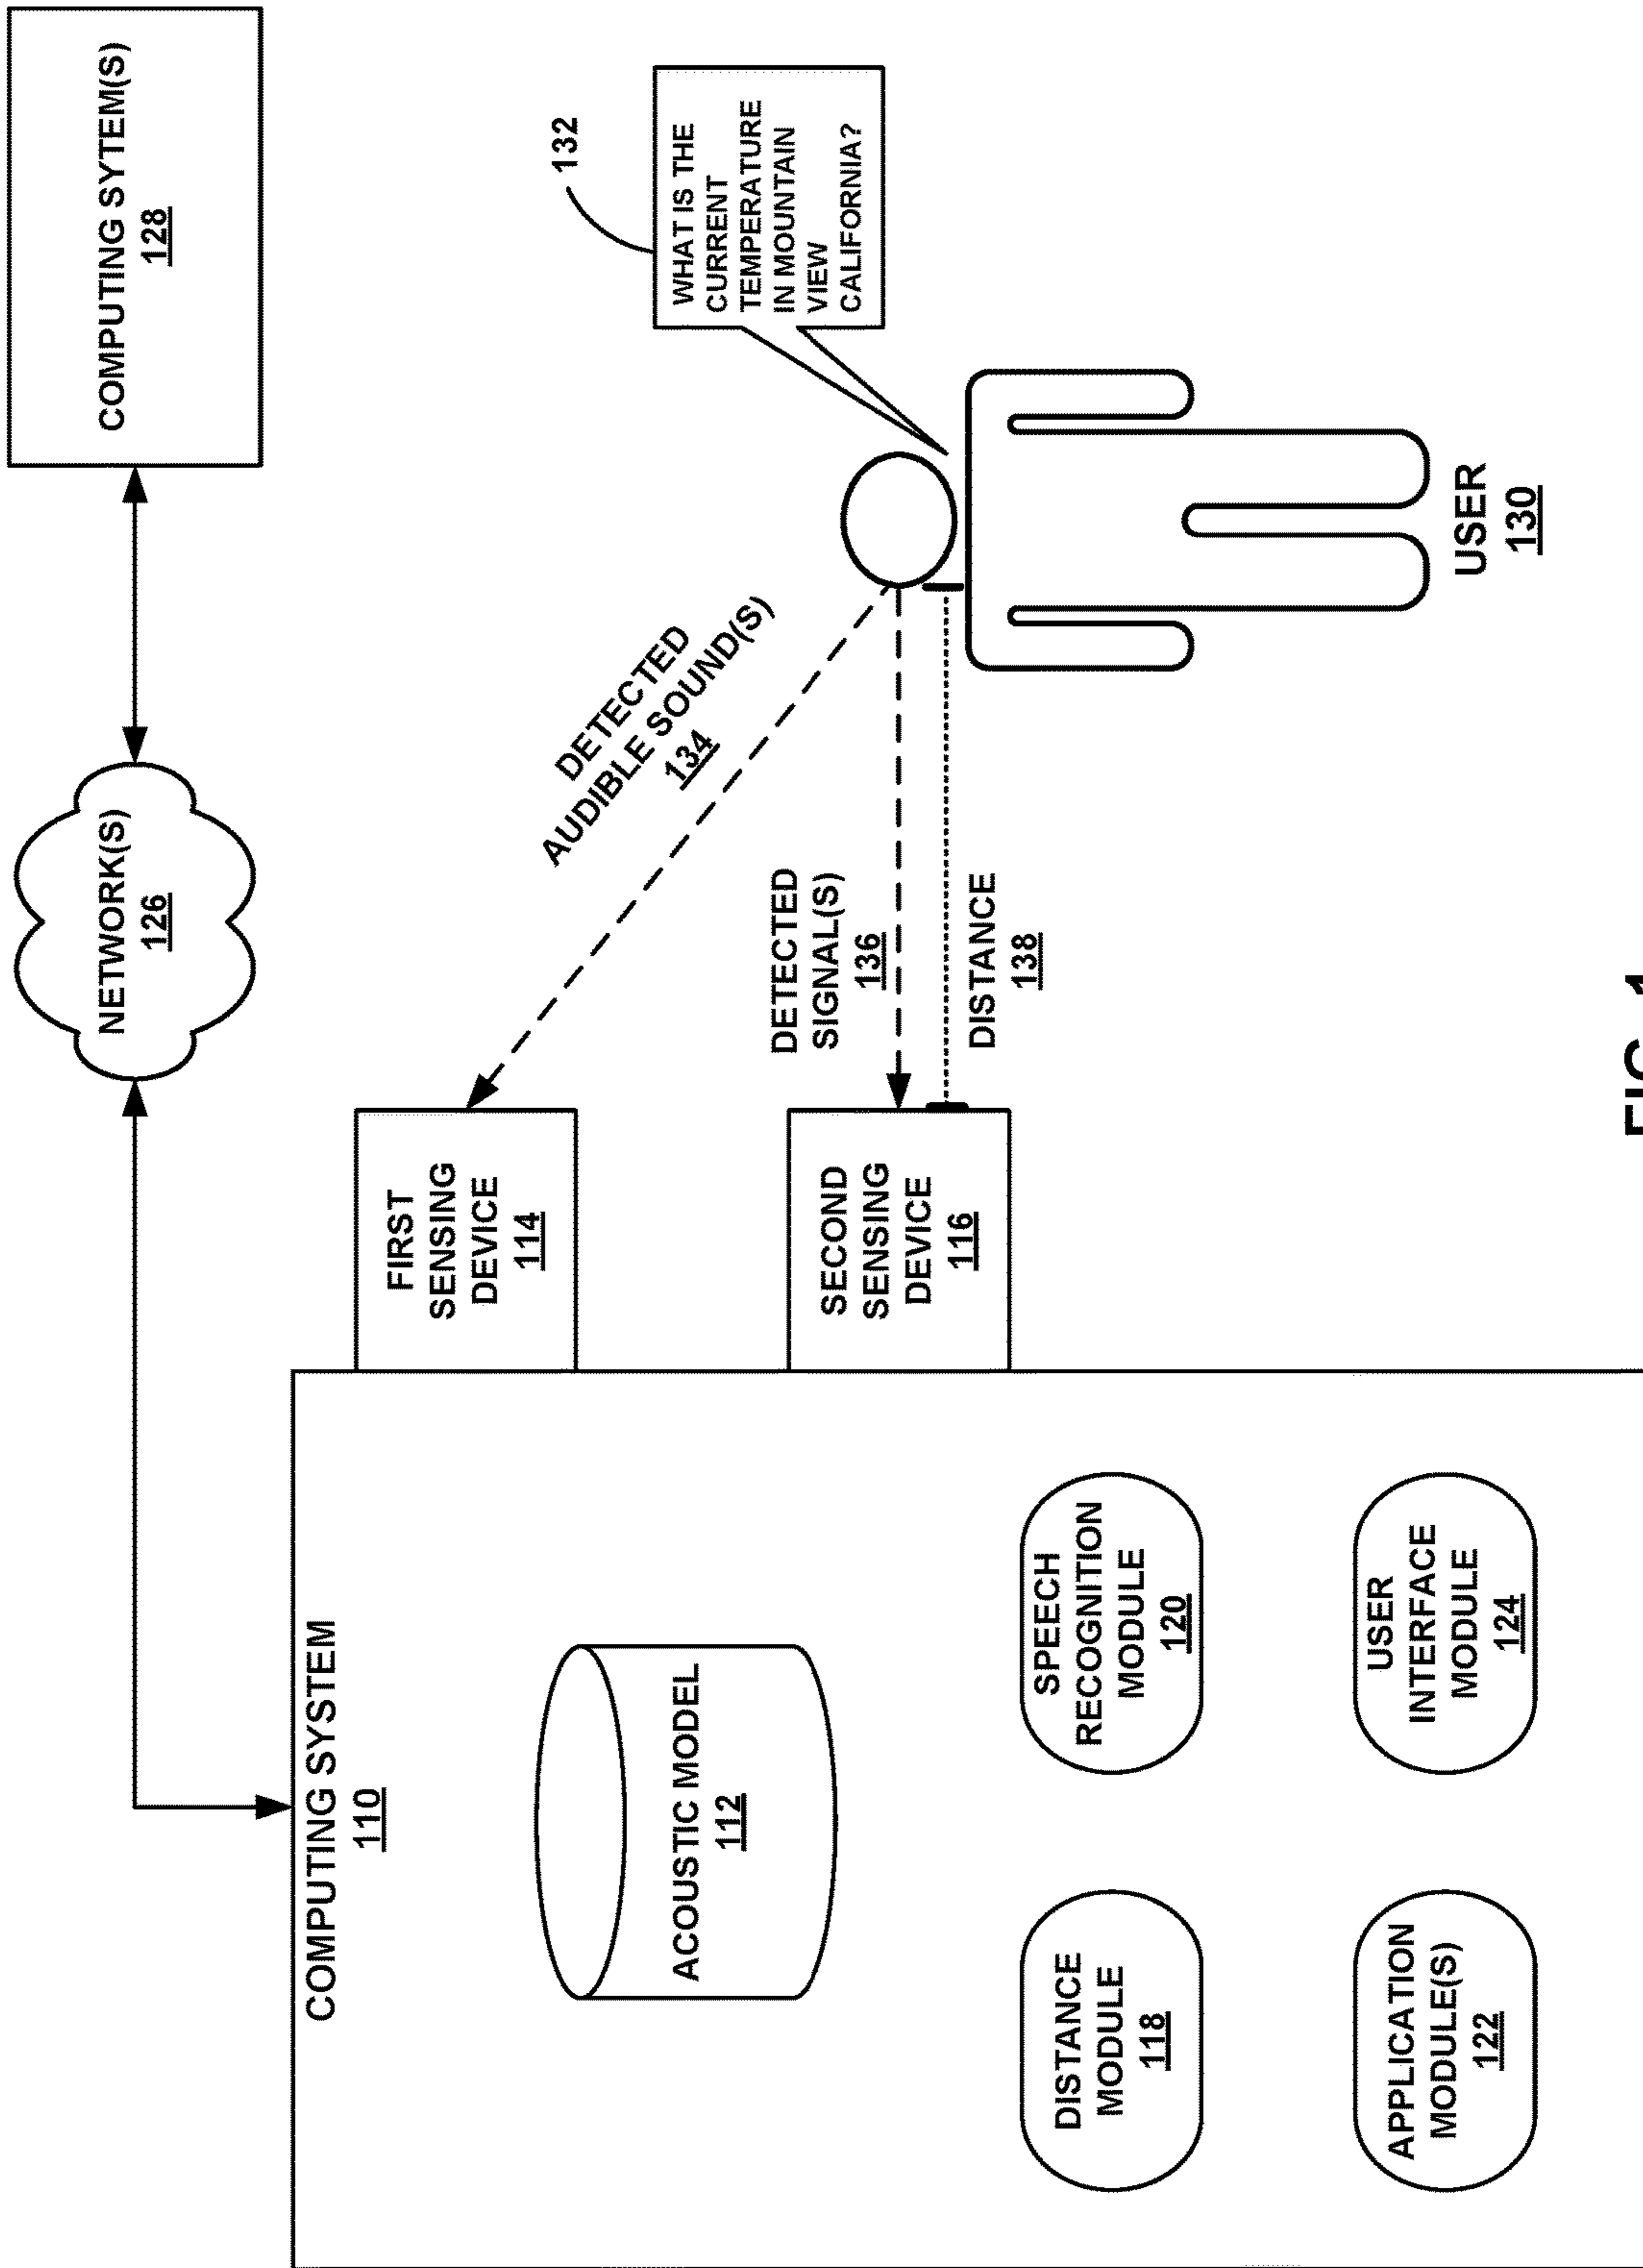 COMPUTING SYTEM(S)
128
NETWORK(S)
126
COMPUTING SYSTEM
110
ACOUSTIC MODEL
112
DISTANCE
MODULE
118
SPEECH
RECOGNITION
MODULE
120
APPLICATION
MODULE(S)
122
USER
INTERFACE
MODULE
124
FIRST
SENSING
DEVICE
114
SECOND
SENSING
DEVICE
116
DETECTED
AUDIBLE SOUND(S)
134
DETECTED
SIGNAL(S)
136
DISTANCE
138
132
WHAT IS THE
CURRENT
TEMPERATURE
IN MOUNTAIN
VIEW
CALIFORNIA?
USER
130
FIG. 1